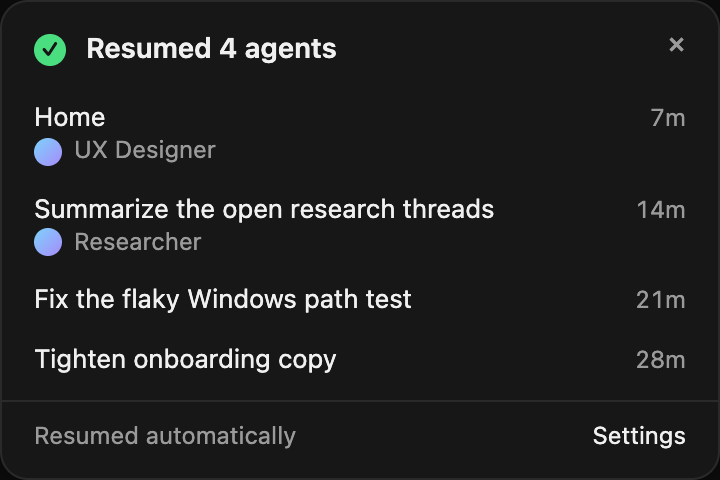 Resumed 4 agents
Home 7m
UX Designer
Summarize the open research threads 14m
Researcher
Fix the flaky Windows path test 21m
Tighten onboarding copy 28m
Resumed automatically Settings